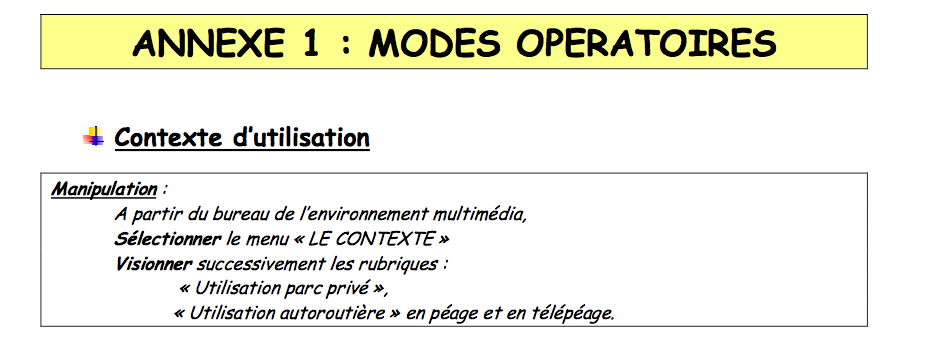 ANNEXE 1 : MODES OPERATOIRES
Contexte d'utilisation
Manipulation :
A partir du bureau de l'environnement multimédia,
Sélectionner le menu « LE CONTEXTE »
Visionner successivement les rubriques :
« Utilisation parc privé »,
« Utilisation autoroutière » en péage et en télépéage.